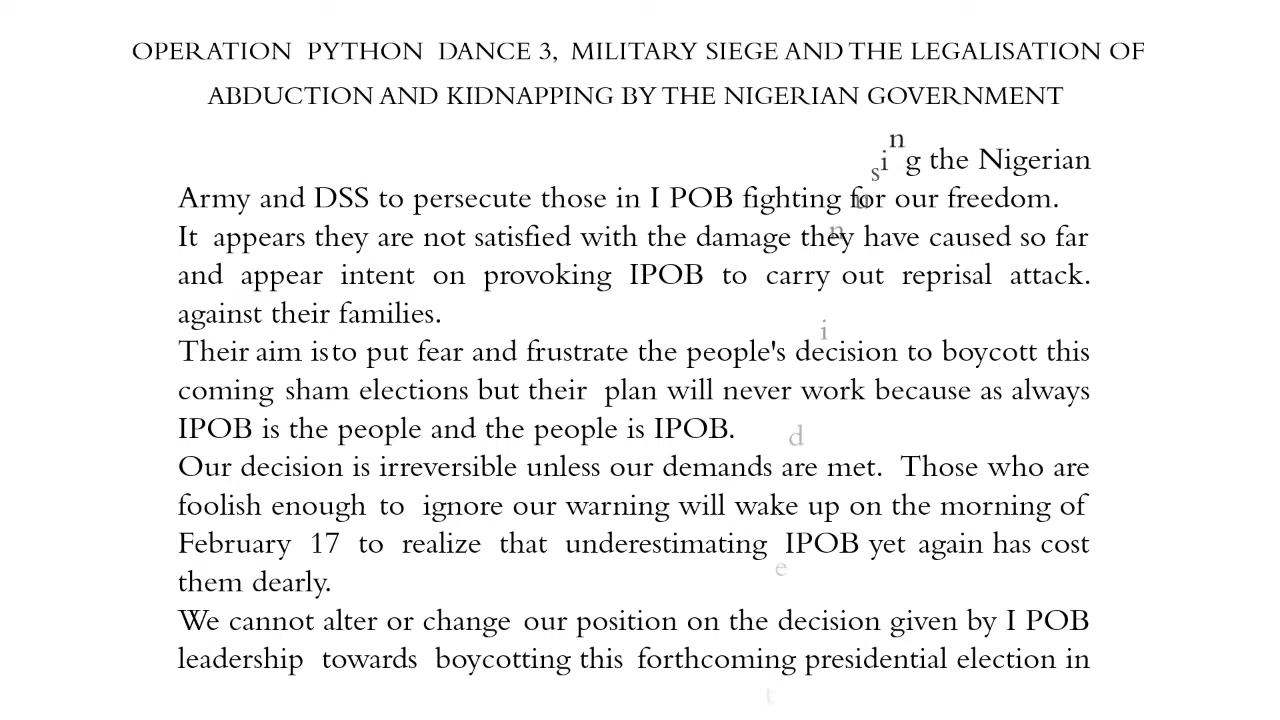 OPERATION PYTHON DANCE 3, MILITARY SIEGE AND THE LEGALISATION OF
ABDUCTION AND KIDNAPPING BY THE NIGERIAN GOVERNMENT
using the Nigerian
Army and DSS to persecute those in I POB fighting for our freedom.
It appears they are not satisfied with the damage they have caused so far
and appear intent on provoking IPOB to carry out reprisal attack.
against their families.
Their aim is to put fear and frustrate the people's decision to boycott this
coming sham elections but their plan will never work because as always
IPOB is the people and the people is IPOB.
Our decision is irreversible unless our demands are met. Those who are
foolish enough to ignore our warning will wake up on the morning of
February 17 to realize that underestimating IPOB yet again has cost
them dearly.
We cannot alter or change our position on the decision given by I POB
leadership towards boycotting this forthcoming presidential election in